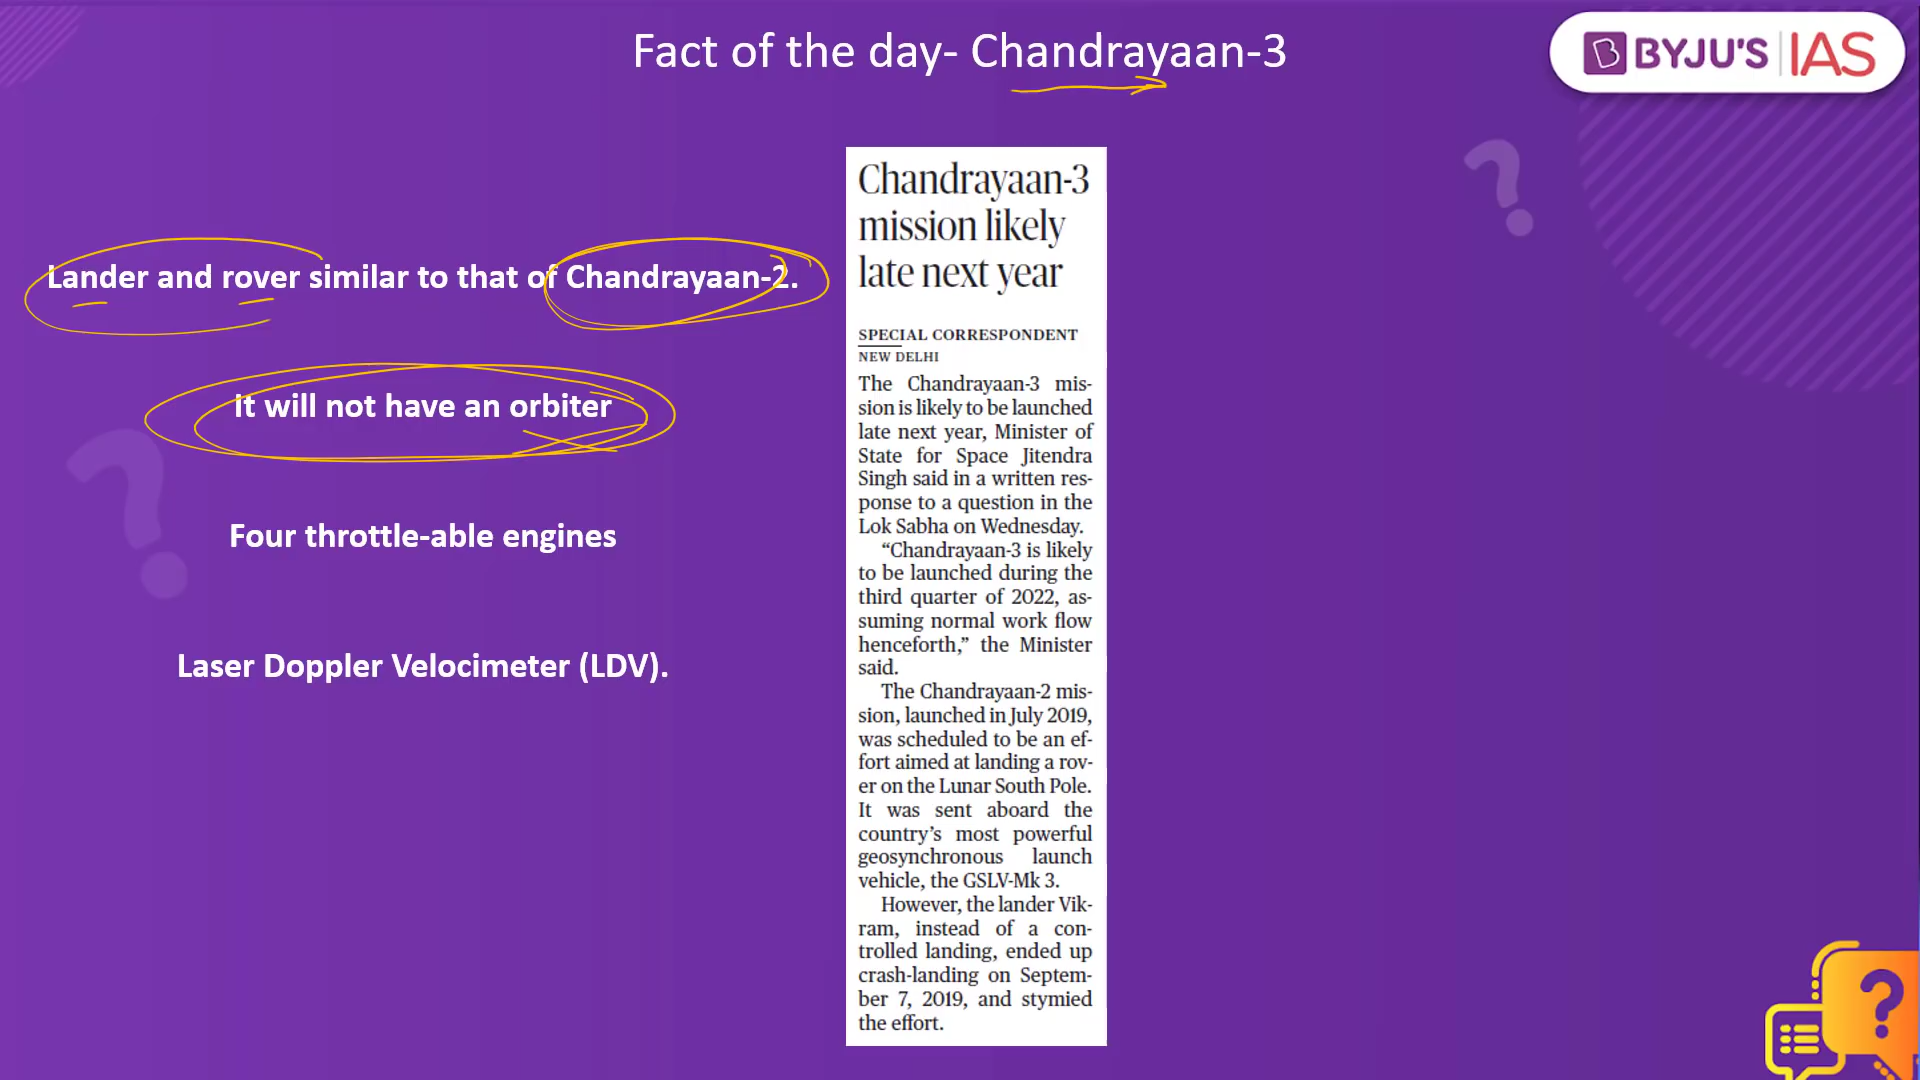 Fact of the day- Chandrayaan-3
BYJU'S IAS
Lander and rover similar to that of Chandrayaan-2.
It will not have an orbiter
Four throttle-able engines
Laser Doppler Velocimeter (LDV).
Chandrayaan-3
mission likely
late next year
SPECIAL CORRESPONDENT
NEW DELHI
The Chandrayaan-3 mis-
sion is likely to be launched
late next year, Minister of
State for Space Jitendra
Singh said in a written res-
ponse to a question in the
Lok Sabha on Wednesday.
“Chandrayaan-3 is likely
to be launched during the
third quarter of 2022, as-
suming normal work flow
henceforth,” the Minister
said.
The Chandrayaan-2 mis-
sion, launched in July 2019,
was scheduled to be an ef-
fort aimed at landing a rov-
er on the Lunar South Pole.
It was sent aboard the
country’s most powerful
geosynchronous launch
vehicle, the GSLV-Mk 3.
However, the lander Vik-
ram, instead of a con-
trolled landing, ended up
crash-landing on Septem-
ber 7, 2019, and stymied
the effort.